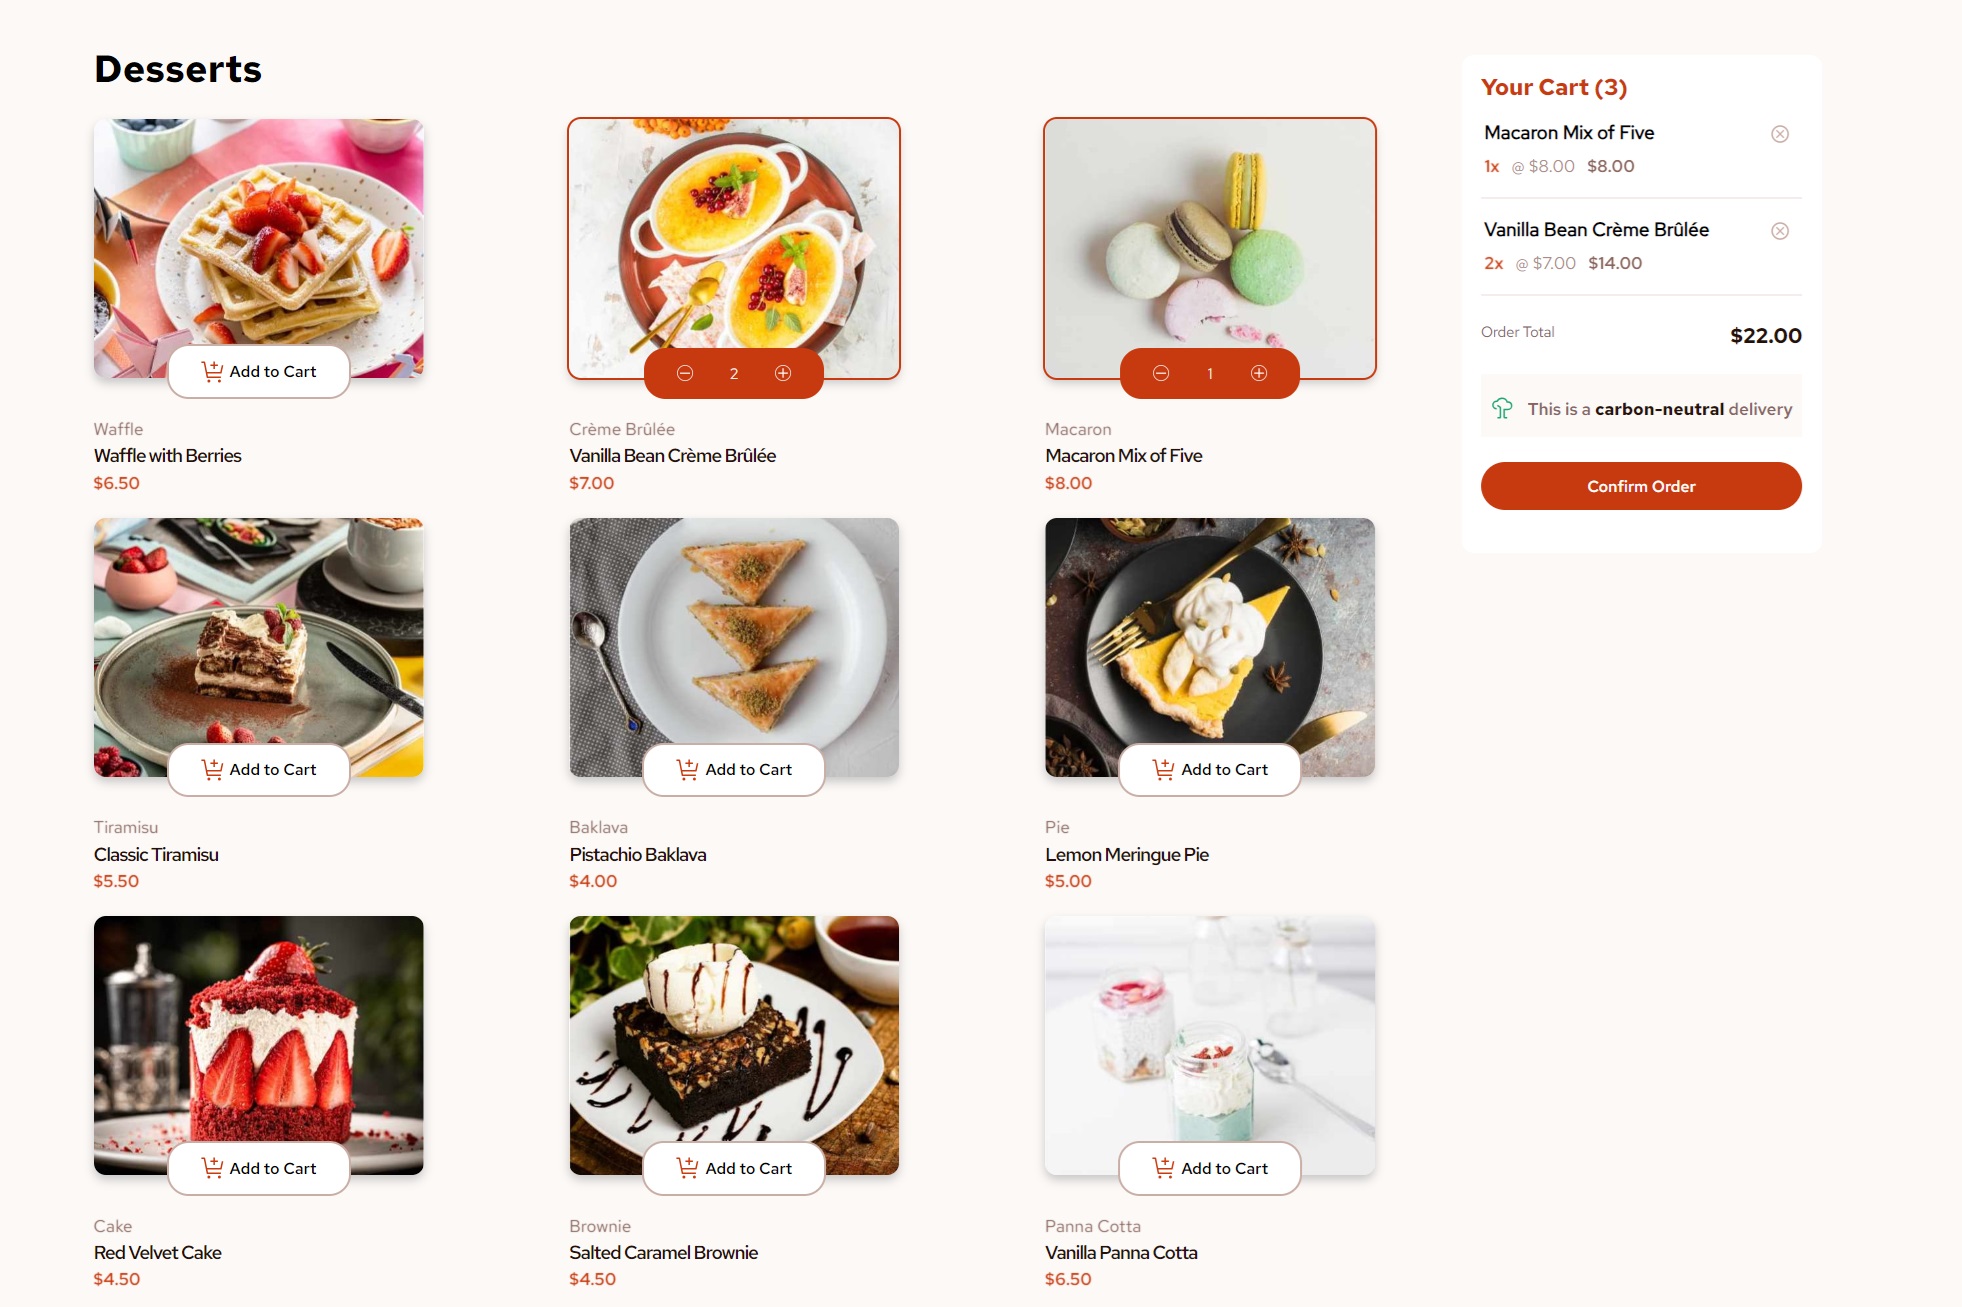 Desserts
Add to Cart
Waffle
Waffle with Berries
$6.50
2
Crème Brûlée
Vanilla Bean Crème Brûlée
$7.00
1
Macaron
Macaron Mix of Five
$8.00
Add to Cart
Tiramisu
Classic Tiramisu
$5.50
Add to Cart
Baklava
Pistachio Baklava
$4.00
Add to Cart
Pie
Lemon Meringue Pie
$5.00
Add to Cart
Cake
Red Velvet Cake
$4.50
Add to Cart
Brownie
Salted Caramel Brownie
$4.50
Add to Cart
Panna Cotta
Vanilla Panna Cotta
$6.50
Your Cart (3)
Macaron Mix of Five
1x @ $8.00 $8.00
Vanilla Bean Crème Brûlée
2x @ $7.00 $14.00
Order Total $22.00
This is a carbon-neutral delivery
Confirm Order